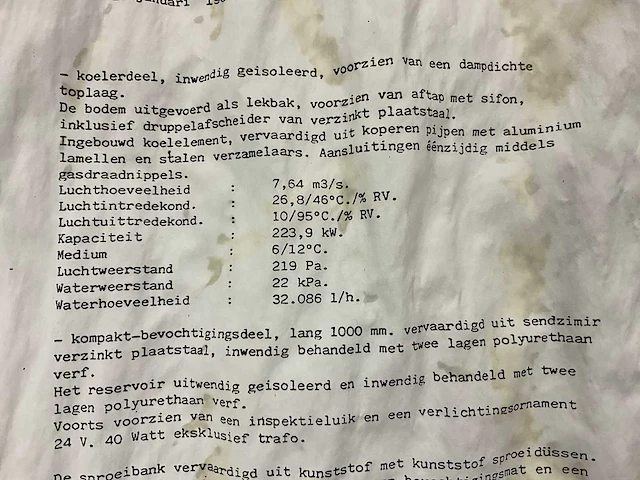 januari
- koelerdeel, inwendig geisoleerd, voorzien van een dampdichte
toplaag.
De bodem uitgevoerd als lekbak, voorzien van aftap met sifon,
inklusief druppelafscheider van verzinkt plaatstaal.
Ingebouwd koelelement, vervaardigd uit koperen pijpen met aluminium
lamellen en stalen verzamelaars. Aansluitingen éénzijdig middels
gasdraadnippels.
Luchthoeveelheid : 7,64 m3/s.
Luchtintredekond. : 26,8/46°C./% RV.
Luchtuittredekond. : 10/95°C./% RV.
Kapaciteit : 223,9 kW.
Medium : 6/12°C.
Luchtweerstand : 219 Pa.
Waterweerstand : 22 kPa.
Waterhoeveelheid : 32.086 l/h.
- kompakt-bevochtigingsdeel, lang 1000 mm. vervaardigd uit sendzimir
verzinkt plaatstaal, inwendig behandeld met twee lagen polyurethaan
verf.
Het reservoir uitwendig geisoleerd en inwendig behandeld met twee
lagen polyurethaan verf.
Voorts voorzien van een inspektieluik en een verlichtingsornament
24 V. 40 Watt eksklusief trafo.
De sproeibank vervaardigd uit kunststof met kunststof sproeidüssen.
en een